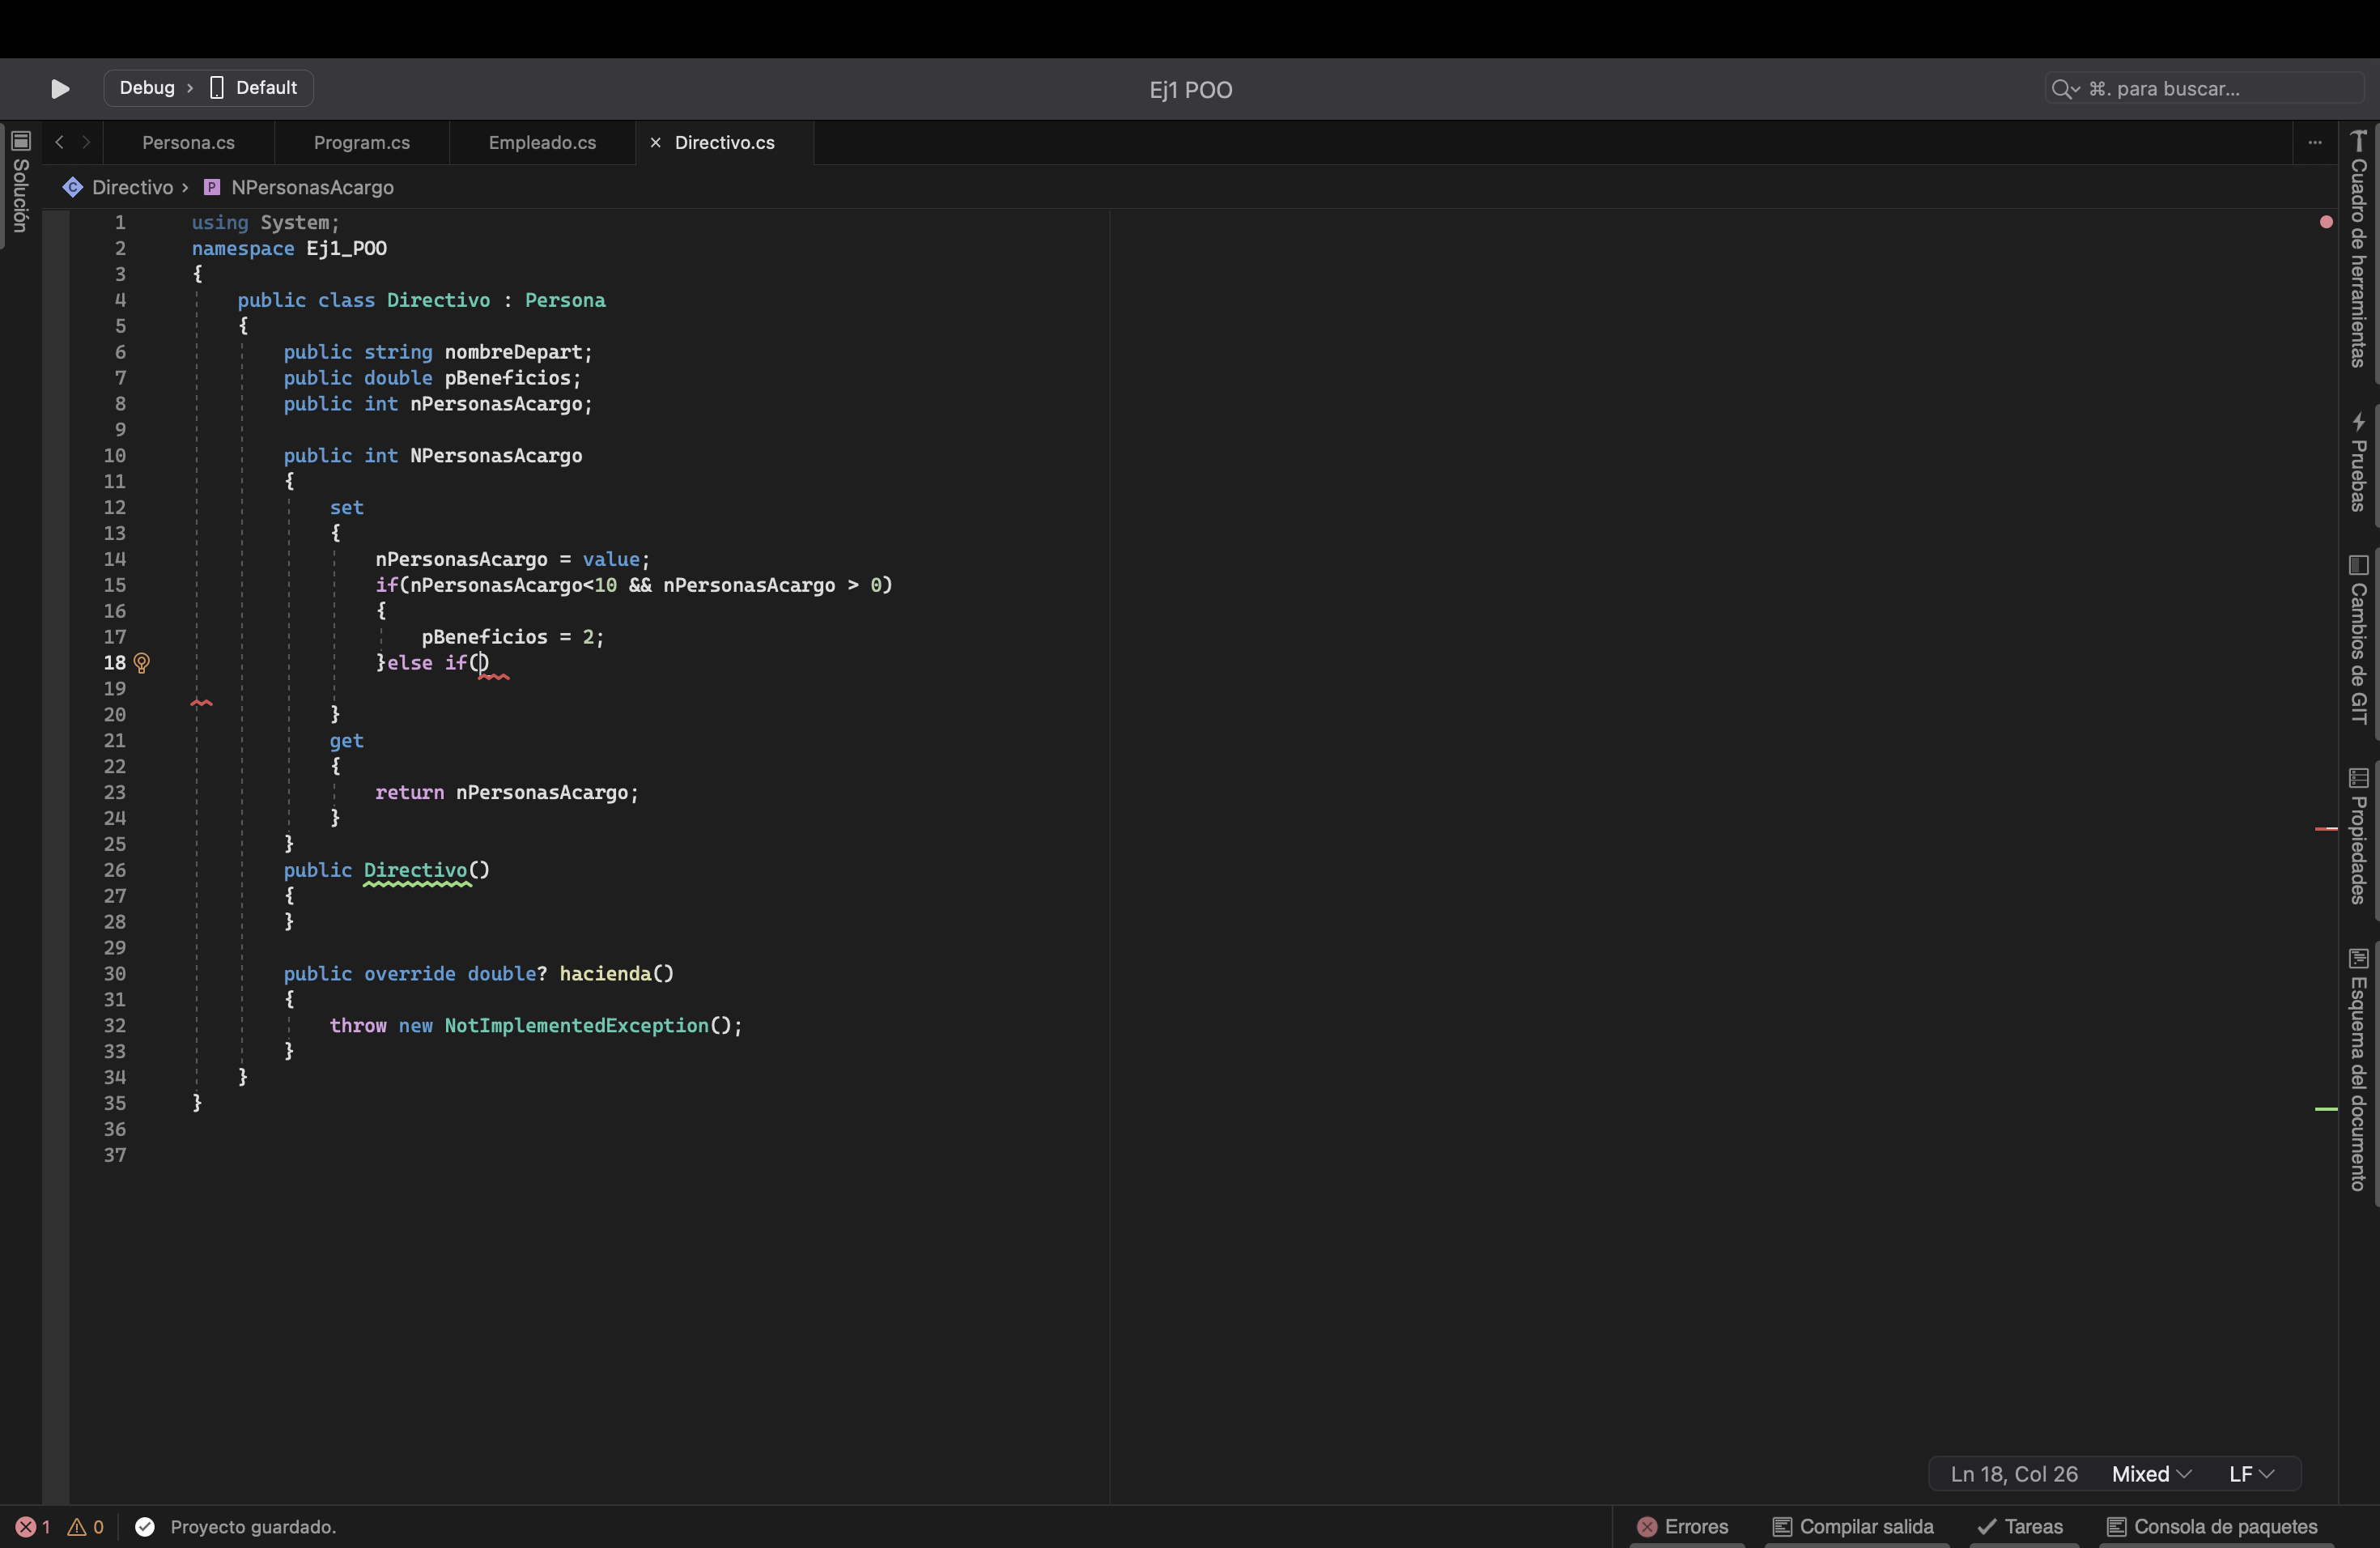 Debug › Default
Ej1 POO
⌘. para buscar...
Solución
Persona.cs
Program.cs
Empleado.cs
× Directivo.cs
...
Directivo › P NPersonasAcargo
1 using System;
2 namespace Ej1_POO
3 {
4 public class Directivo : Persona
5 {
6 public string nombreDepart;
7 public double pBeneficios;
8 public int nPersonasAcargo;
9
10 public int NPersonasAcargo
11 {
12 set
13 {
14 nPersonasAcargo = value;
15 if(nPersonasAcargo<10 && nPersonasAcargo > 0)
16 {
17 pBeneficios = 2;
18 }else if()
19
20 }
21 get
22 {
23 return nPersonasAcargo;
24 }
25 }
26 public Directivo()
27 {
28 }
29
30 public override double? hacienda()
31 {
32 throw new NotImplementedException();
33 }
34 }
35 }
36
37
Cuadro de herramientas
Pruebas
Cambios de GIT
Propiedades
Esquema del documento
Ln 18, Col 26 Mixed LF
1 0 Proyecto guardado.
Errores
Compilar salida
Tareas
Consola de paquetes